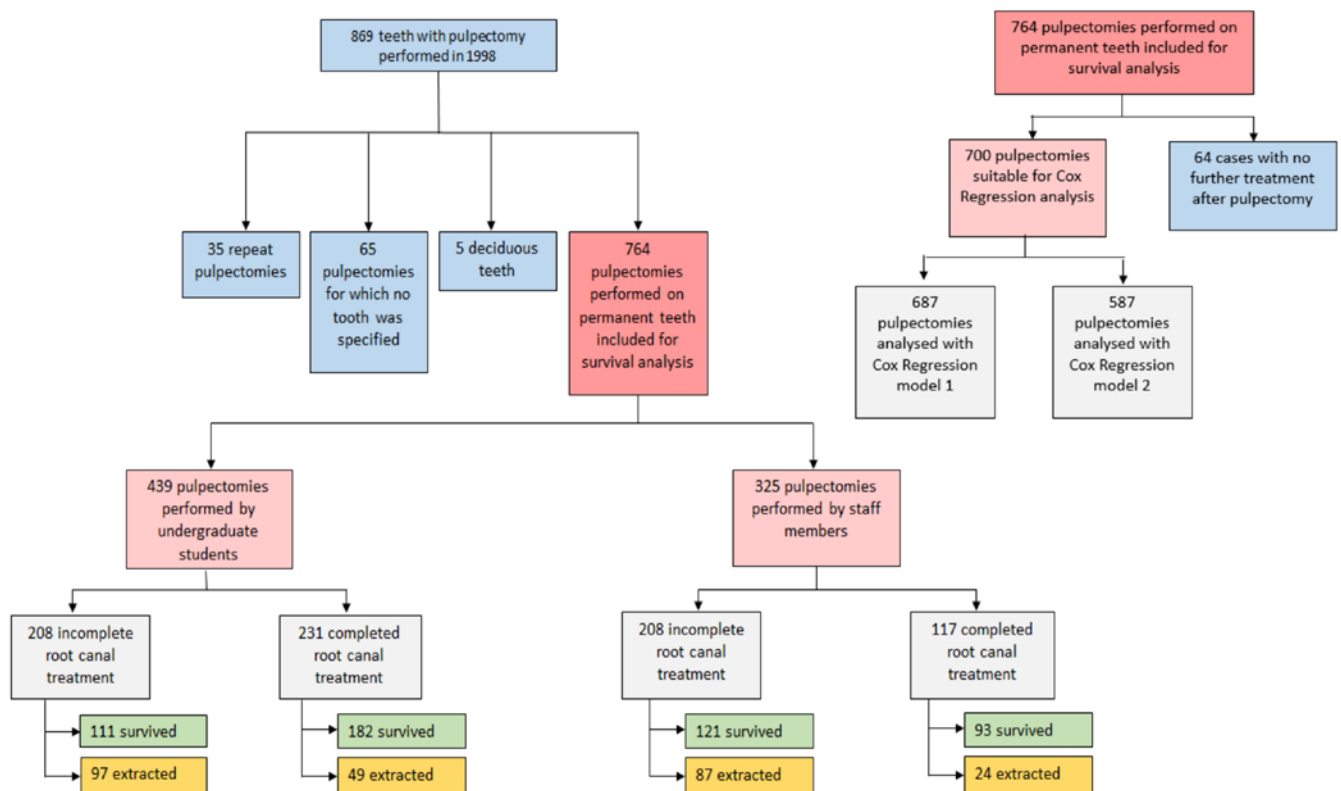 869 teeth with pulpectomy
performed in 1998
764 pulpectomies performed on
permanent teeth included for
survival analysis
700 pulpectomies
suitable for Cox
Regression analysis
64 cases with no
further treatment
after pulpectomy
35 repeat
pulpectomies
65
pulpectomies
for which no
tooth was
specified
5 deciduous
teeth
764
pulpectomies
performed on
permanent teeth
included for
survival analysis
687
pulpectomies
analysed with
Cox Regression
model 1
587
pulpectomies
analysed with
Cox Regression
model 2
439 pulpectomies
performed by
undergraduate
students
325 pulpectomies
performed by staff
members
208 incomplete
root canal
treatment
231 completed
root canal
treatment
208 incomplete
root canal
treatment
117 completed
root canal
treatment
111 survived
97 extracted
182 survived
49 extracted
121 survived
87 extracted
93 survived
24 extracted